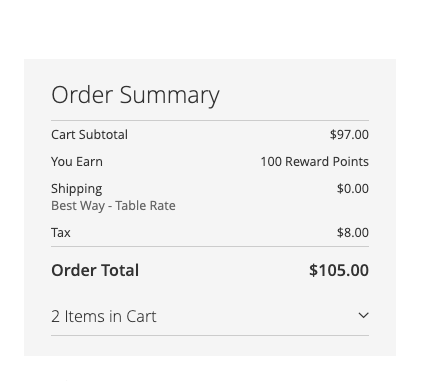 Order Summary
Cart Subtotal $97.00
You Earn 100 Reward Points
Shipping $0.00
Best Way - Table Rate
Tax $8.00
Order Total $105.00
2 Items in Cart